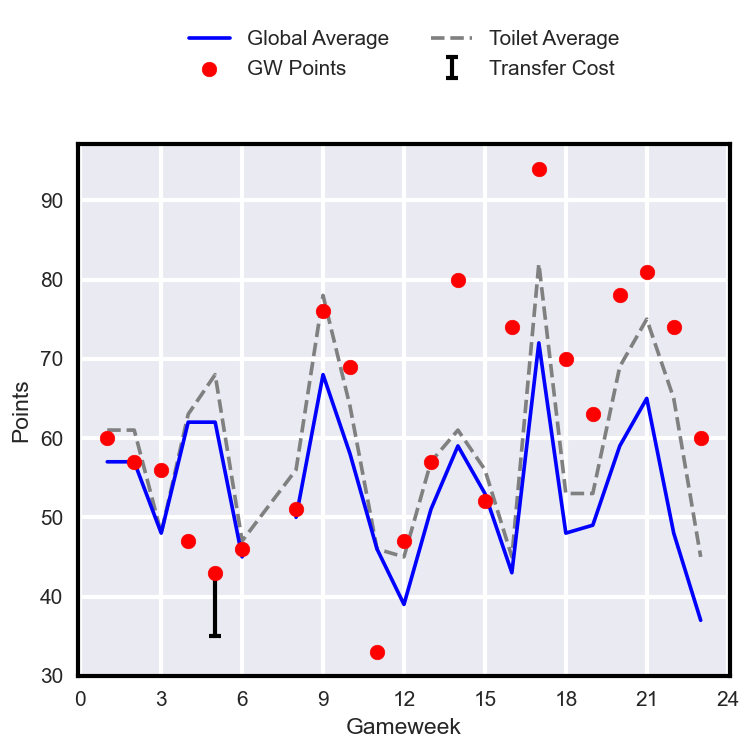 Global Average
GW Points
Toilet Average
Transfer Cost
Points
90
80
70
60
50
40
30
0 3 6 9 12 15 18 21 24
Gameweek